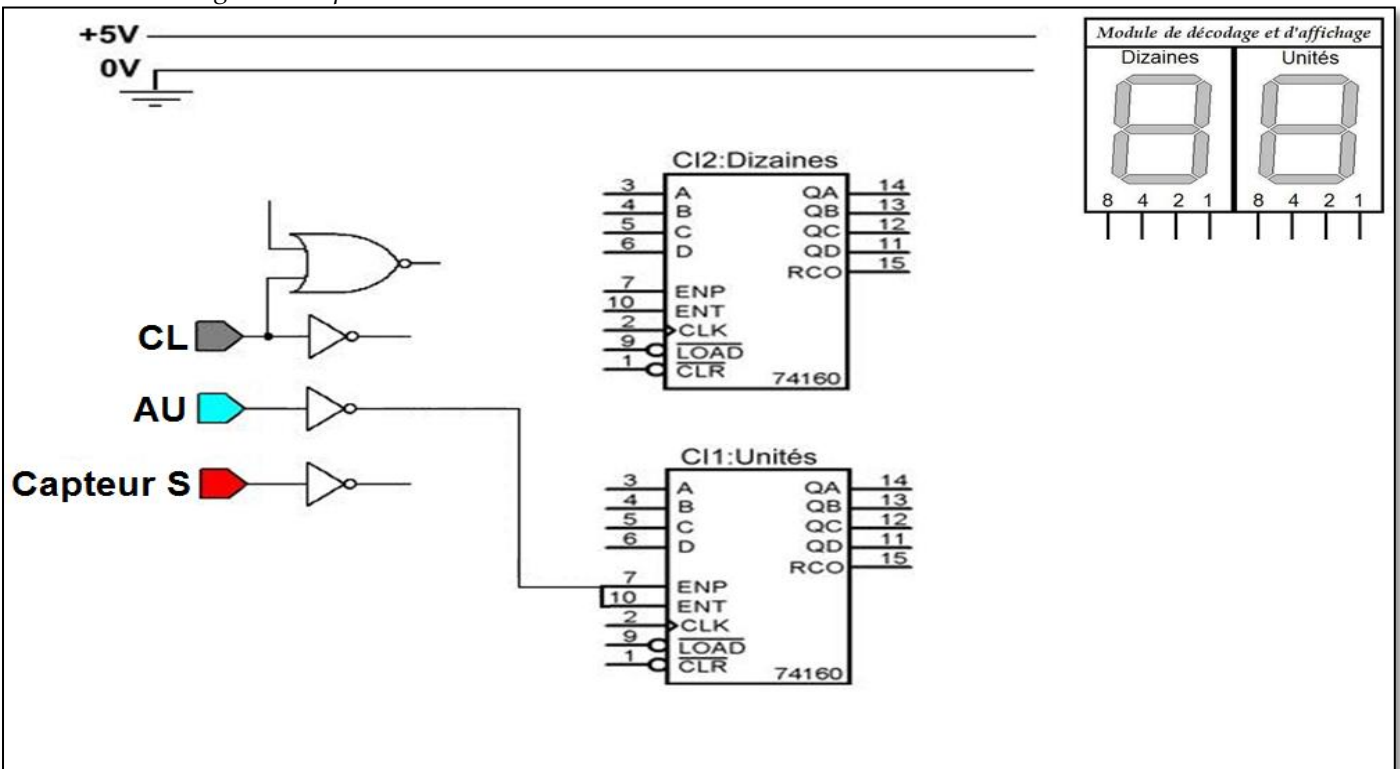 +5V
0V
Module de décodage et d'affichage
Dizaines
Unités
8 4 2 1
8 4 2 1
CI2:Dizaines
3 A QA 14
4 B QB 13
5 C QC 12
6 D QD 11
RCO 15
7 ENP
10 ENT
2 CLK
9 LOAD
1 CLR
74160
CL
AU
Capteur S
CI1:Unités
3 A QA 14
4 B QB 13
5 C QC 12
6 D QD 11
RCO 15
7 ENP
10 ENT
2 CLK
9 LOAD
1 CLR
74160